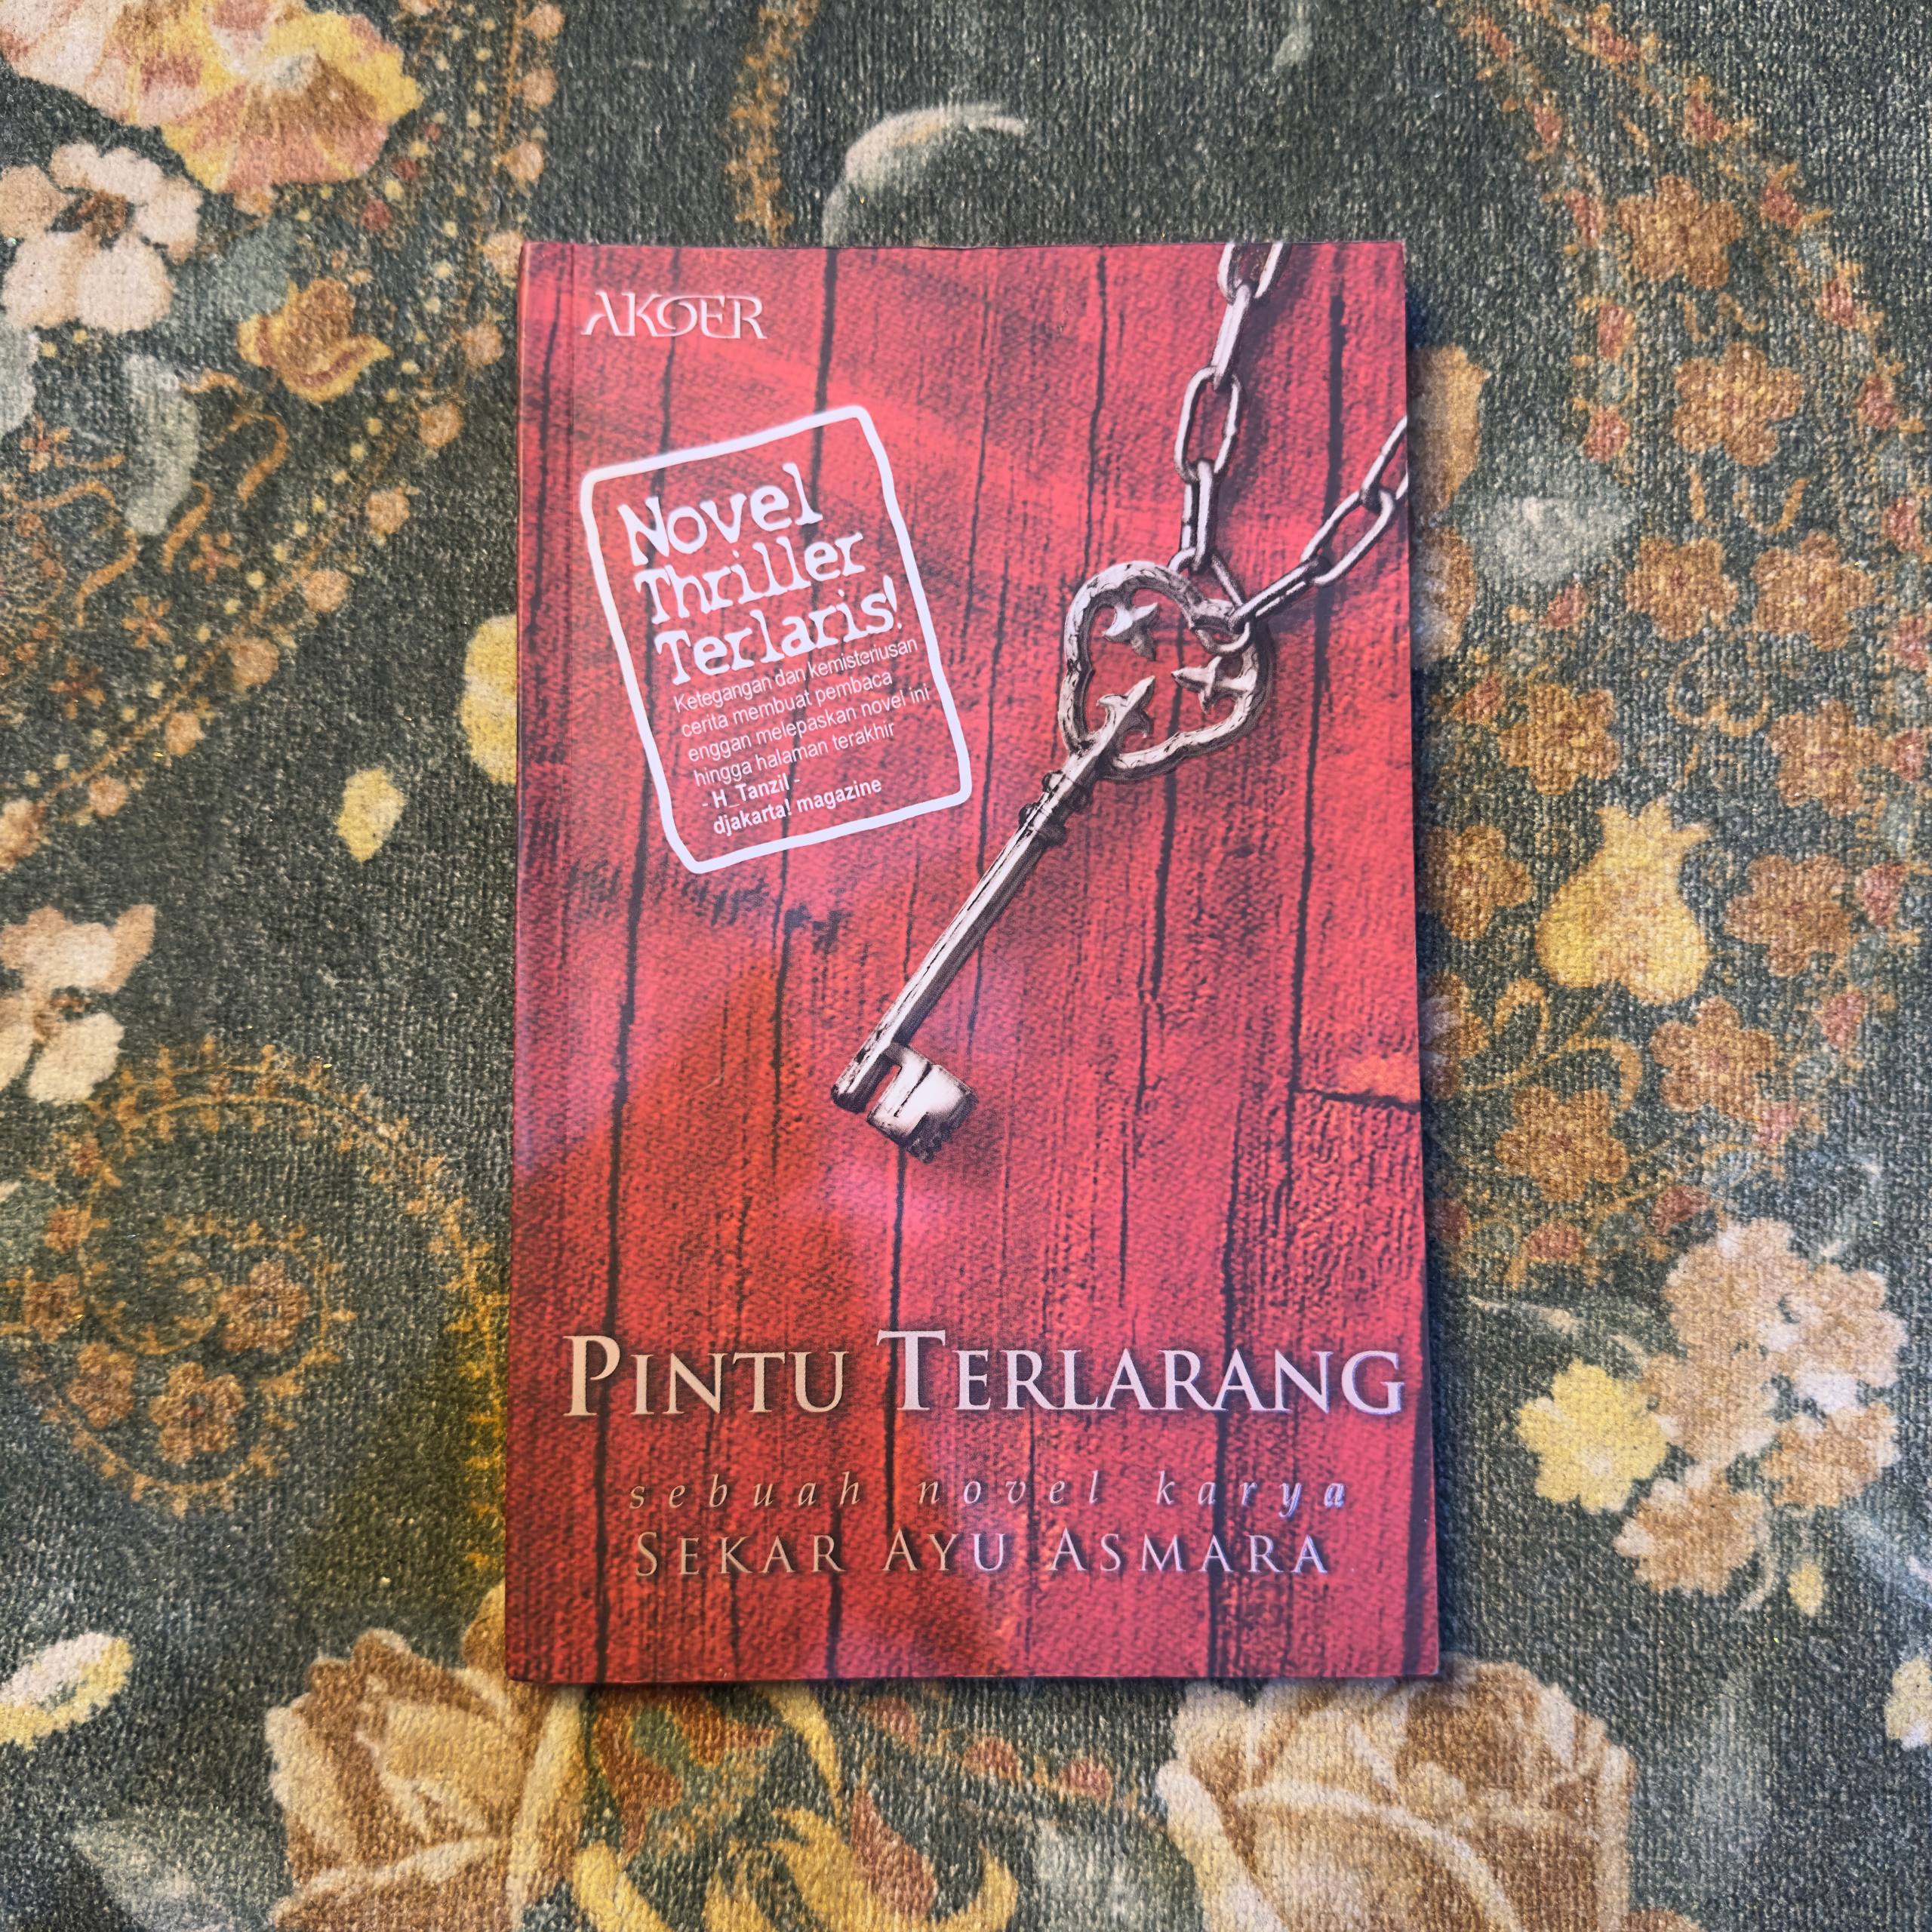 AKOER
Novel
Thriller
Terlaris!
Ketegangan dan kemisteriusan
cerita membuat pembaca
enggan melepaskan novel ini
hingga halaman terakhir
- H_Tanzil -
djakarta! magazine
PINTU TERLARANG
sebuah novel karya
SEKAR AYU ASMARA